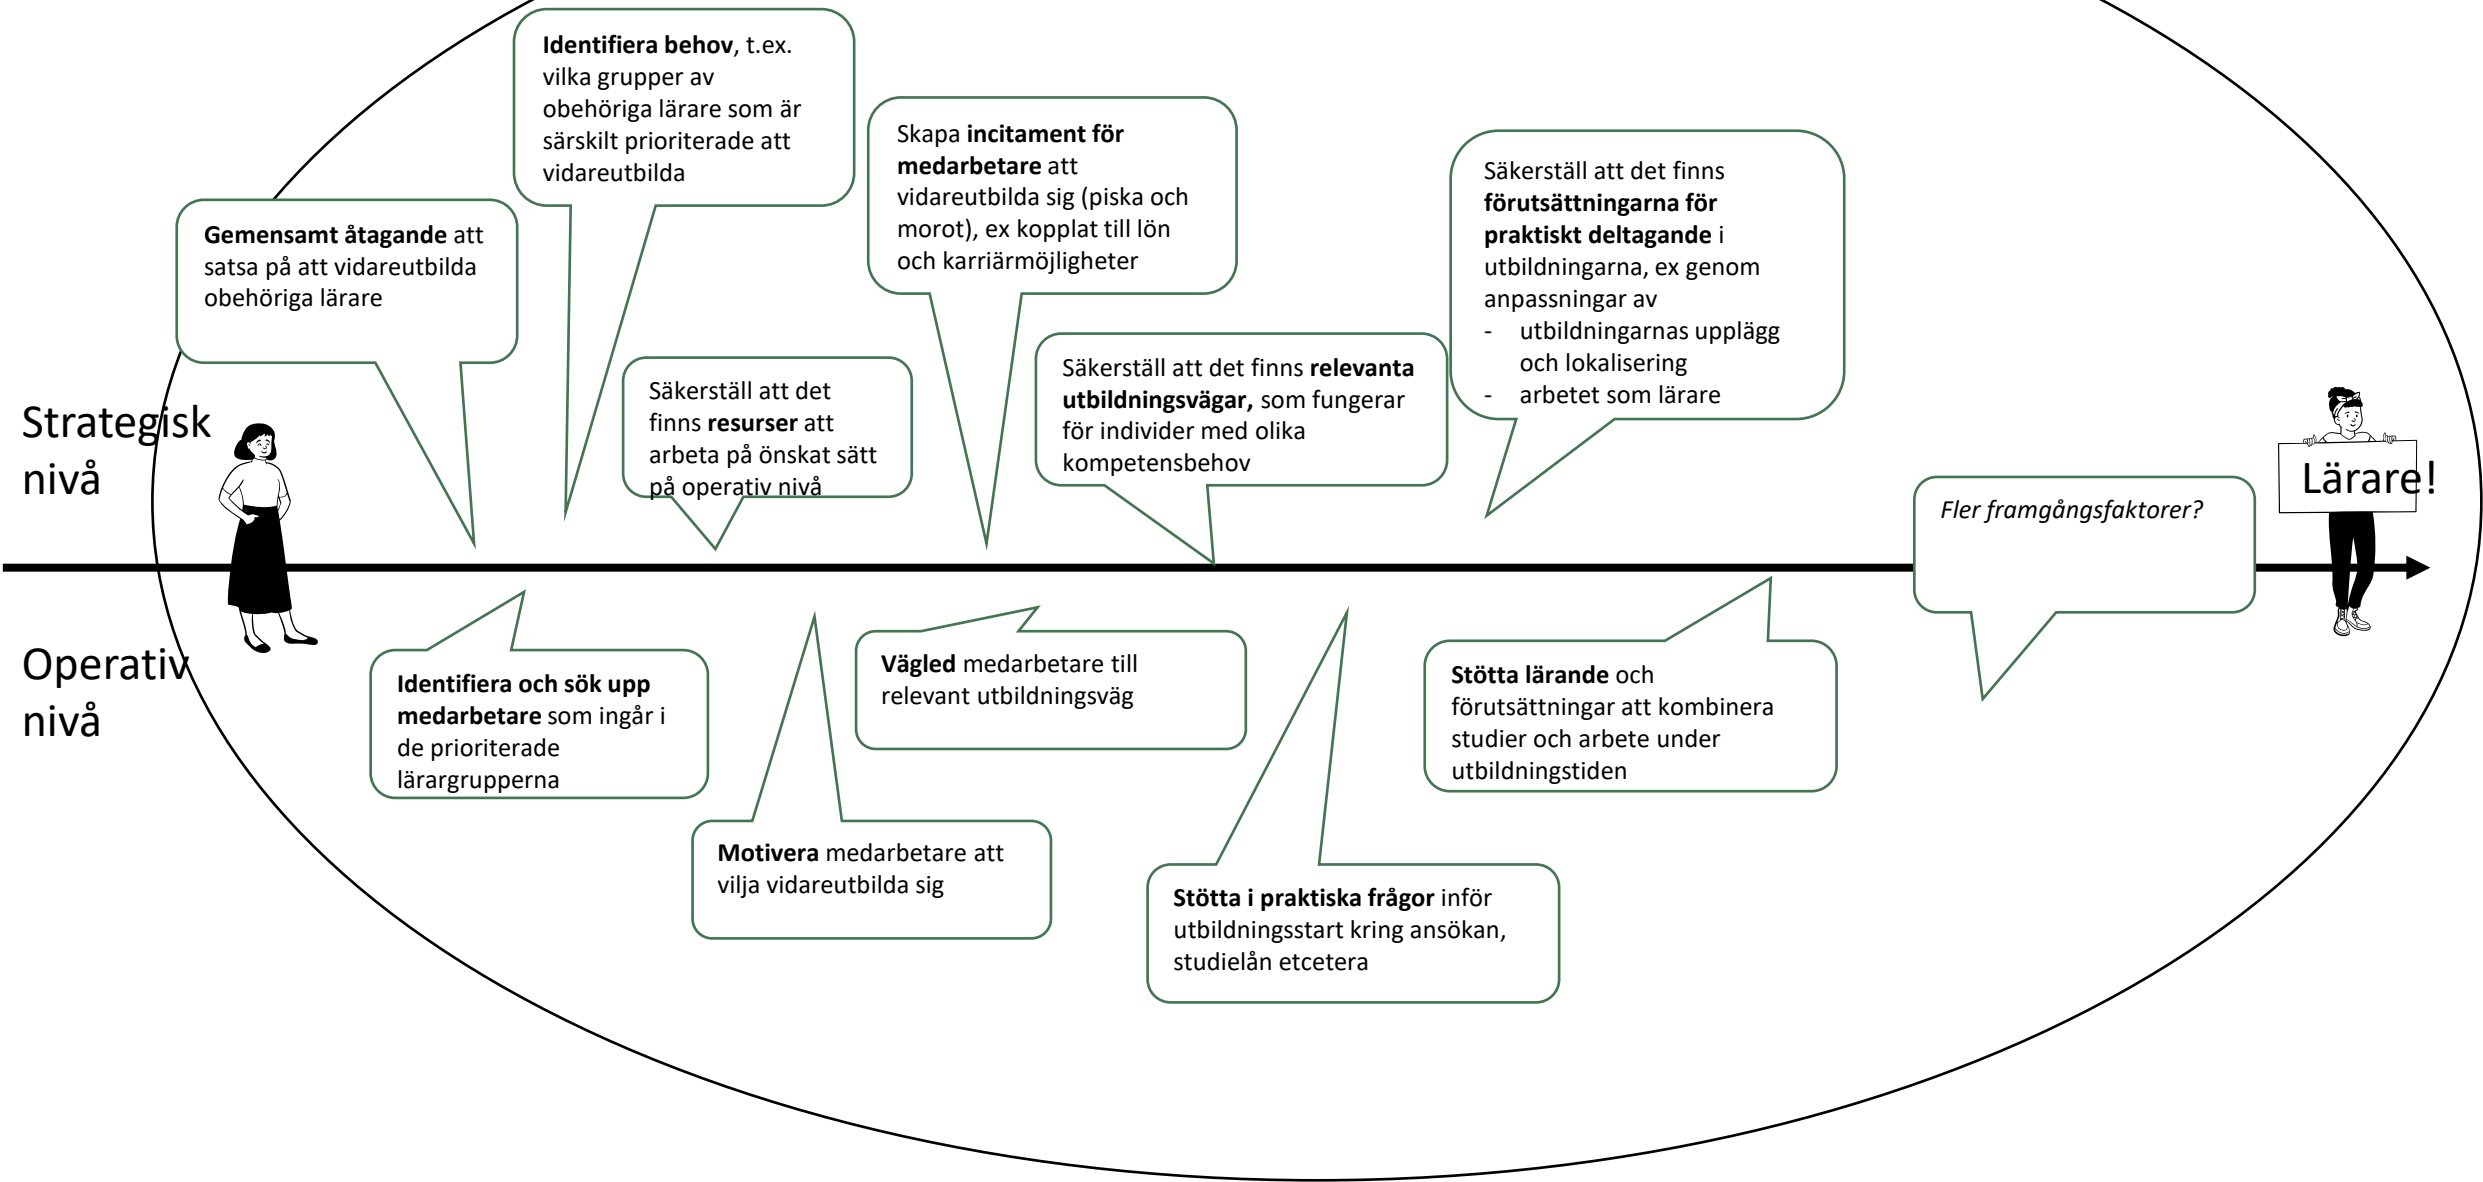 Identifiera behov, t.ex.
vilka grupper av
obehöriga lärare som är
särskilt prioriterade att
vidareutbilda
Gemensamt åtagande att
satsa på att vidareutbilda
obehöriga lärare
Skapa incitament för
medarbetare att
vidareutbilda sig (piska och
morot), ex kopplat till lön
och karriärmöjligheter
Säkerställ att det finns
förutsättningarna för
praktiskt deltagande i
utbildningarna, ex genom
anpassningar av
- utbildningarnas upplägg
och lokalisering
- arbetet som lärare
Säkerställ att det
finns resurser att
arbeta på önskat sätt
på operativ nivå
Säkerställ att det finns relevanta
utbildningsvägar, som fungerar
för individer med olika
kompetensbehov
Strategisk
nivå
Lärare!
Fler framgångsfaktorer?
Operativ
nivå
Identifiera och sök upp
medarbetare som ingår i
de prioriterade
lärargrupperna
Vägled medarbetare till
relevant utbildningsväg
Stötta lärande och
förutsättningar att kombinera
studier och arbete under
utbildningstiden
Motivera medarbetare att
vilja vidareutbilda sig
Stötta i praktiska frågor inför
utbildningsstart kring ansökan,
studielån etcetera